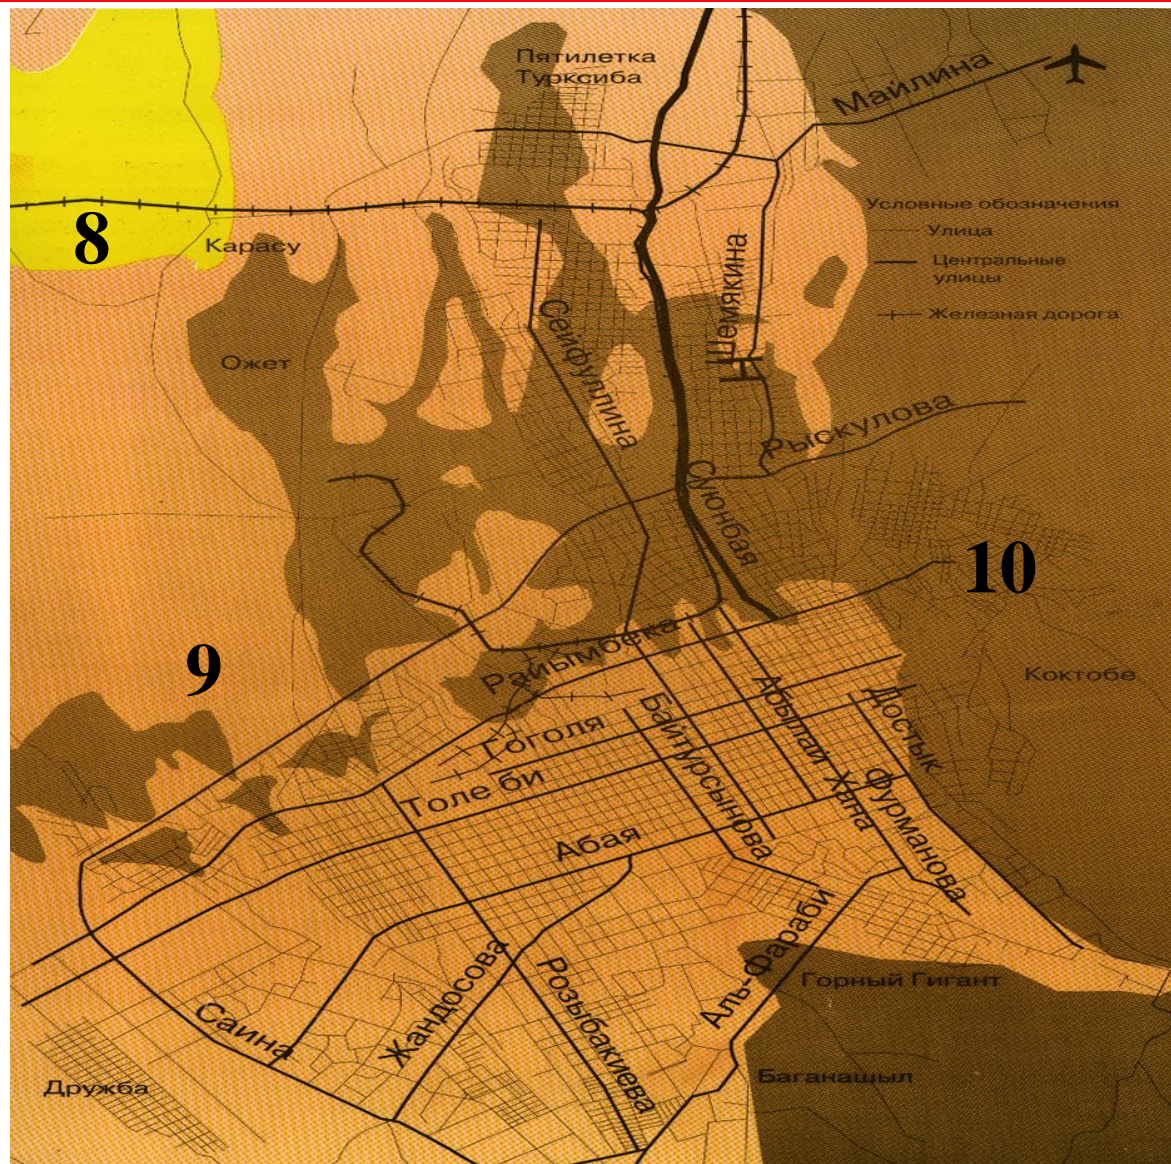 Пятилетка
Турксиба
Майлина
8
Карасу
Условные обозначения
Улица
Центральные
улицы
Железная дорога
Шемякина
Сейфуллина
Ожет
Рыскулова
Суюнбая
10
9
Райымбека
Коктобе
Гоголя
Байтурсынова
Абылай Хана
Достык
Толе би
Фурманова
Абая
Аль-Фараби
Горный Гигант
Жандосова
Розыбакиева
Саина
Дружба
Баганашыл